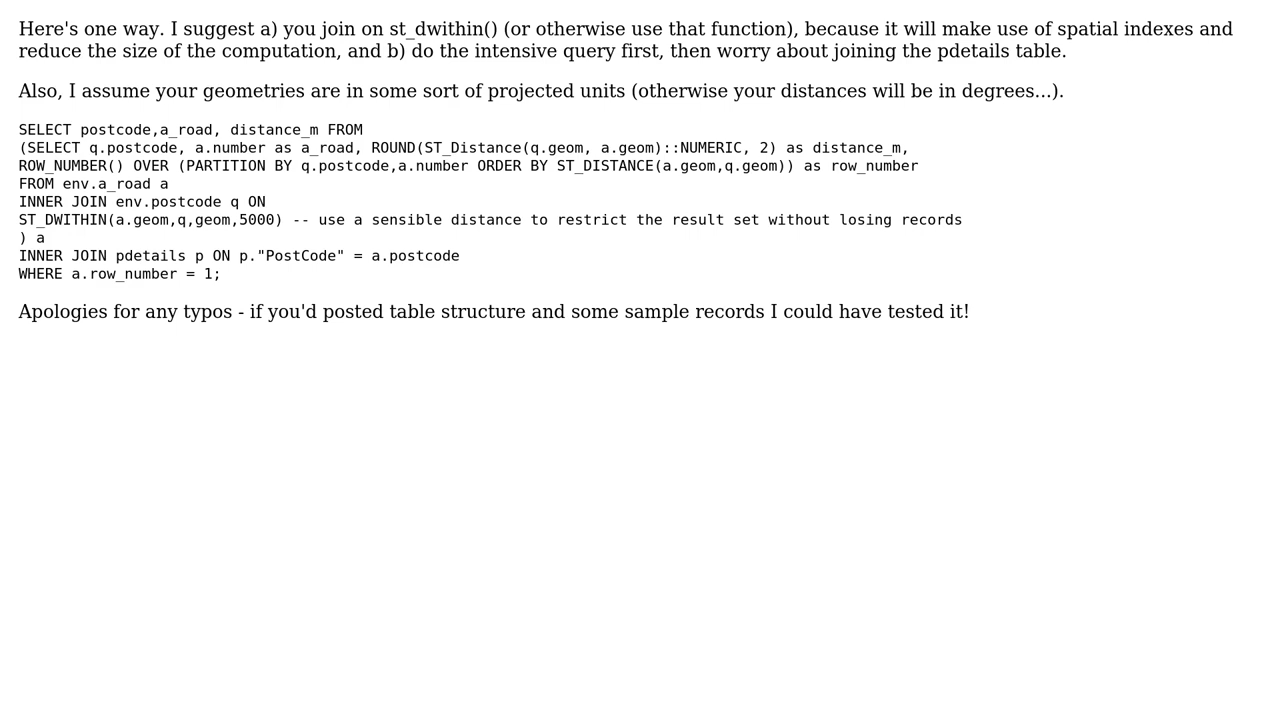 Here's one way. I suggest a) you join on st_dwithin() (or otherwise use that function), because it will make use of spatial indexes and
reduce the size of the computation, and b) do the intensive query first, then worry about joining the pdetails table.
Also, I assume your geometries are in some sort of projected units (otherwise your distances will be in degrees...).
SELECT postcode,a_road, distance_m FROM
(SELECT q.postcode, a.number as a_road, ROUND(ST_Distance(q.geom, a.geom)::NUMERIC, 2) as distance_m,
ROW_NUMBER() OVER (PARTITION BY q.postcode,a.number ORDER BY ST_DISTANCE(a.geom,q.geom)) as row_number
FROM env.a_road a
INNER JOIN env.postcode q ON
ST_DWITHIN(a.geom,q,geom,5000) -- use a sensible distance to restrict the result set without losing records
) a
INNER JOIN pdetails p ON p."PostCode" = a.postcode
WHERE a.row_number = 1;
Apologies for any typos - if you'd posted table structure and some sample records I could have tested it!